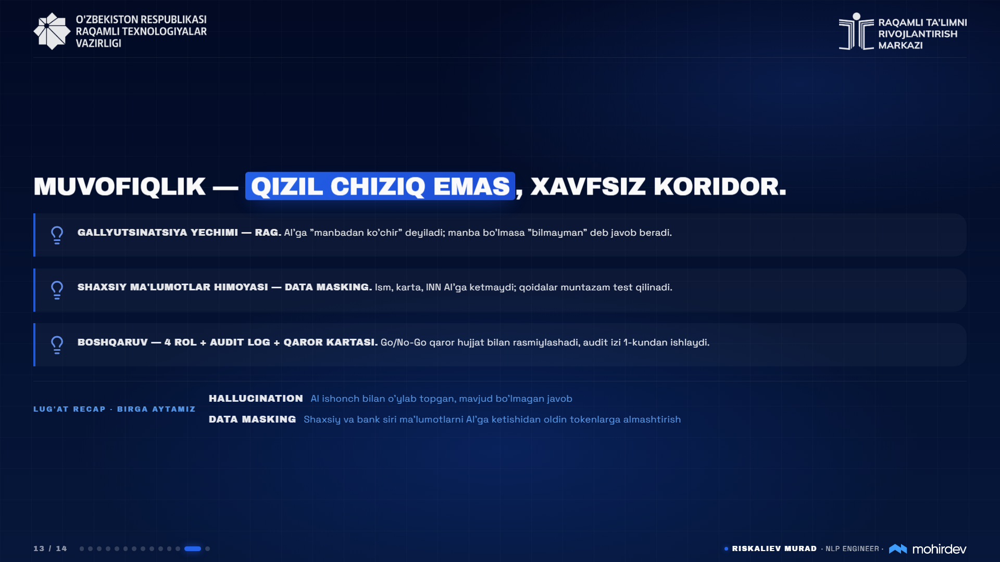 O'ZBEKISTON RESPUBLIKASI
RAQAMLI TEXNOLOGIYALAR
VAZIRLIGI
RAQAMLI TA'LIMNI
RIVOJLANTIRISH
MARKAZI
MUVOFIQLIK — QIZIL CHIZIQ EMAS, XAVFSIZ KORIDOR.
GALLYUTSINATSIYA YECHIMI — RAG. AI’ga ”manbadan ko’chir” deyiladi; manba bo’lmasa ”bilmayman” deb javob beradi.
SHAXSIY MA'LUMOTLAR HIMOYASI — DATA MASKING. Ism, karta, INN AI’ga ketmaydi; qoidalar muntazam test qilinadi.
BOSHQARUV — 4 ROL + AUDIT LOG + QAROR KARTASI. Go/No-Go qaror hujjat bilan rasmiylashadi, audit izi 1-kundan ishlaydi.
LUG'AT RECAP · BIRGA AYTAMIZ
HALLUCINATION AI ishonch bilan o’ylab topgan, mavjud bo’lmagan javob
DATA MASKING Shaxsiy va bank siri ma’lumotlarni AI’ga ketishidan oldin tokenlarga almashtirish
13 / 14
RISKALIEV MURAD · NLP ENGINEER · mohirdev